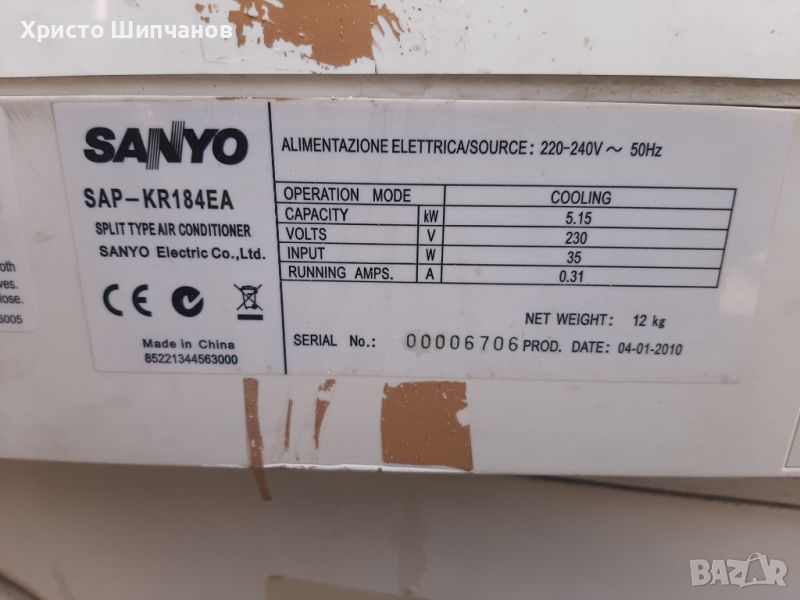 Христо Шипчанов
SANYO
SAP-KR184EA
SPLIT TYPE AIR CONDITIONER
SANYO Electric Co.,Ltd.
CE
Made in China
85221344563000
ALIMENTAZIONE ELETTRICA/SOURCE: 220-240V ~ 50Hz
OPERATION MODE COOLING
CAPACITY kW 5.15
VOLTS V 230
INPUT W 35
RUNNING AMPS. A 0.31
NET WEIGHT: 12 kg
SERIAL No.: 00006706 PROD. DATE: 04-01-2010
BAZAR